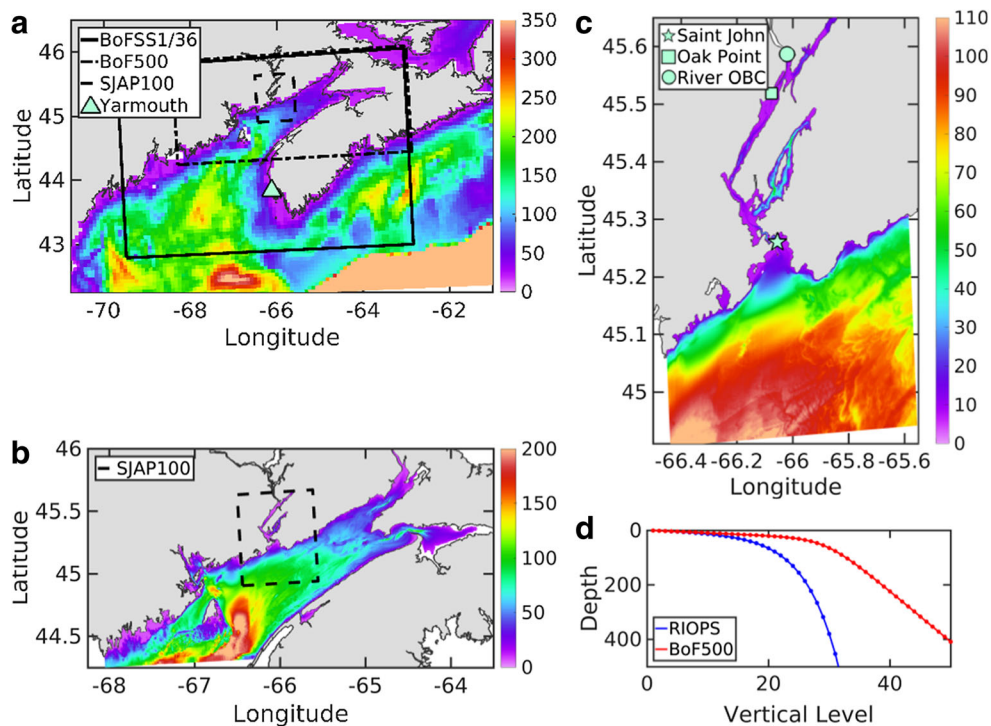 a
BoFSS1/36
BoF500
SJAP100
Yarmouth
46
45
44
43
Latitude
-70
-68
-66
-64
-62
Longitude
350
300
250
200
150
100
50
0
b
SJAP100
46
45.5
45
44.5
Latitude
-68
-67
-66
-65
-64
Longitude
200
150
100
50
0
c
Saint John
Oak Point
River OBC
45.6
45.5
45.4
45.3
45.2
45.1
45
Latitude
-66.4
-66.2
-66
-65.8
-65.6
Longitude
110
100
90
80
70
60
50
40
30
20
10
0
d
RIOPS
BoF500
0
200
400
Depth
0
20
40
Vertical Level